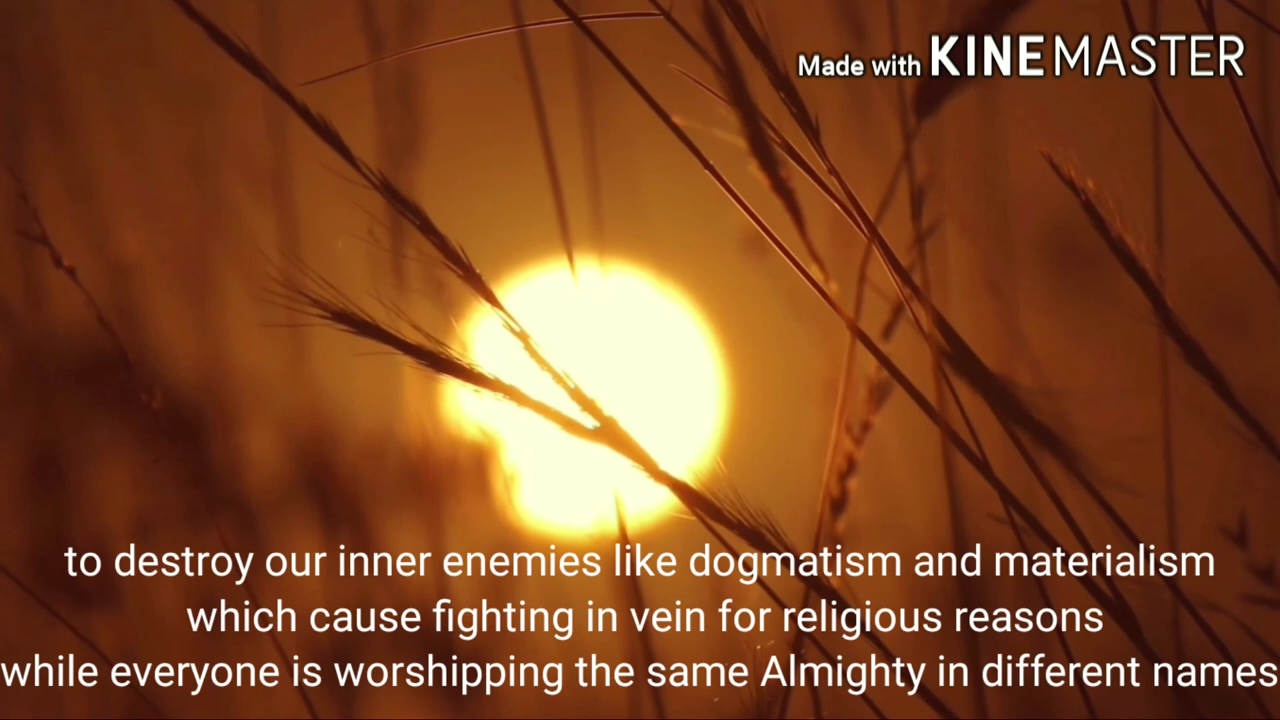 Made with KINEMASTER
to destroy our inner enemies like dogmatism and materialism
which cause fighting in vein for religious reasons
while everyone is worshipping the same Almighty in different names